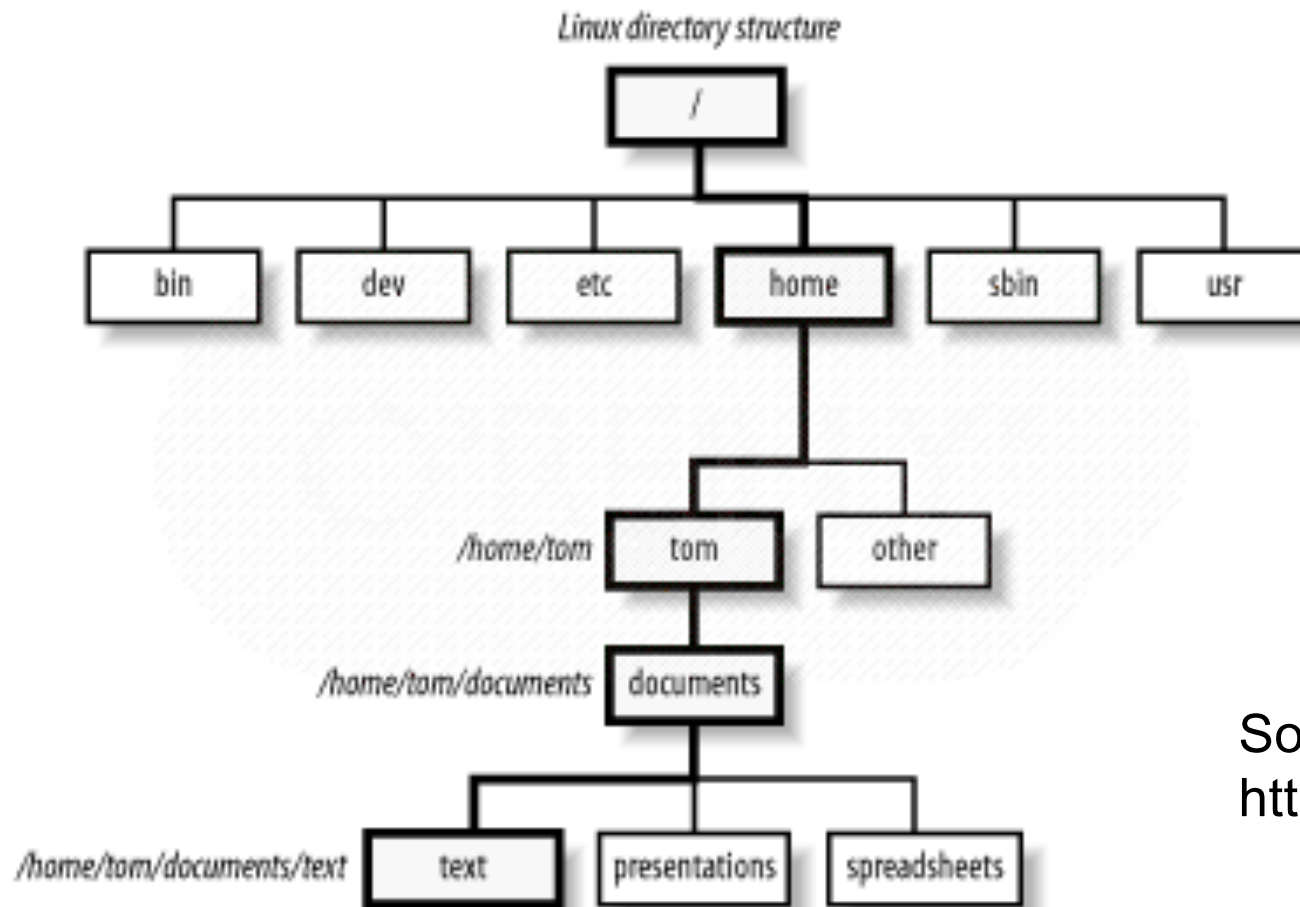 Linux directory structure
/
bin dev etc home sbin usr
/home/tom tom other
/home/tom/documents documents
So
htt
/home/tom/documents/text text presentations spreadsheets